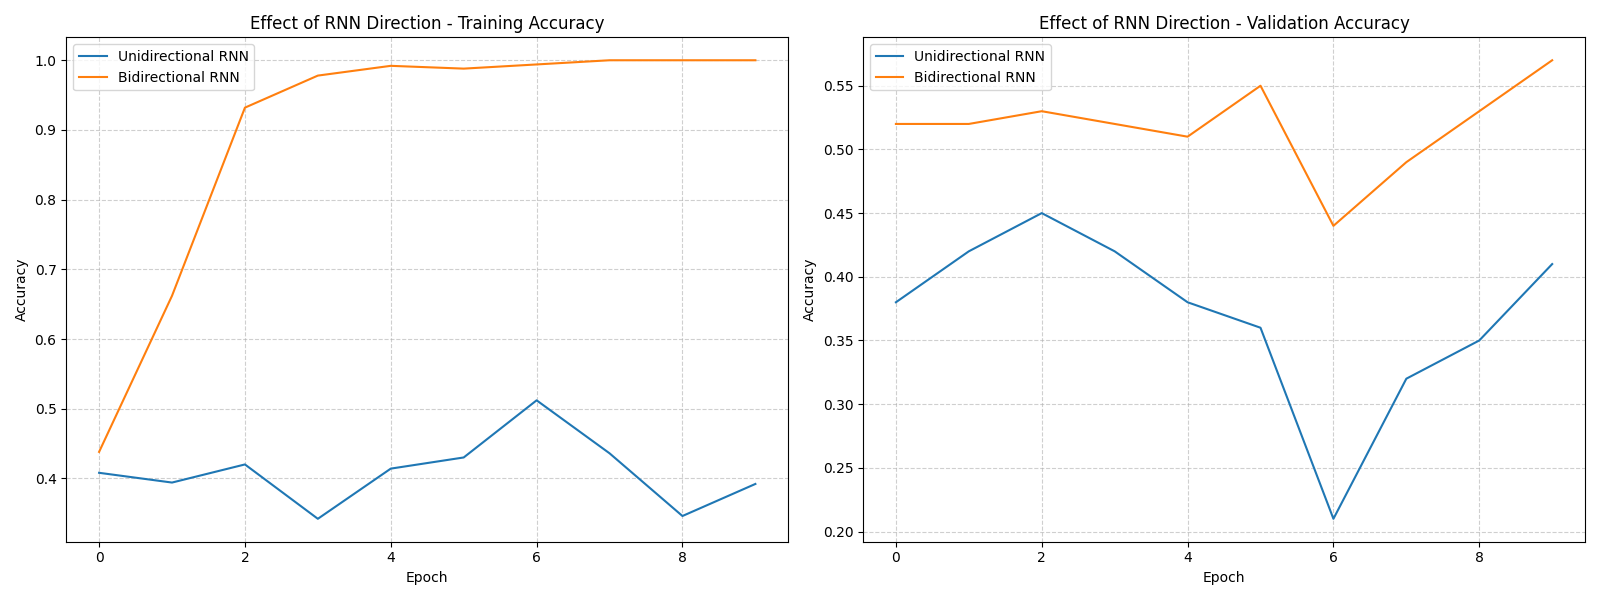 Effect of RNN Direction - Training Accuracy
Unidirectional RNN
Bidirectional RNN
1.0
0.9
0.8
0.7
0.6
0.5
0.4
Accuracy
0 2 4 6 8
Epoch
Effect of RNN Direction - Validation Accuracy
Unidirectional RNN
Bidirectional RNN
0.55
0.50
0.45
0.40
0.35
0.30
0.25
0.20
Accuracy
0 2 4 6 8
Epoch